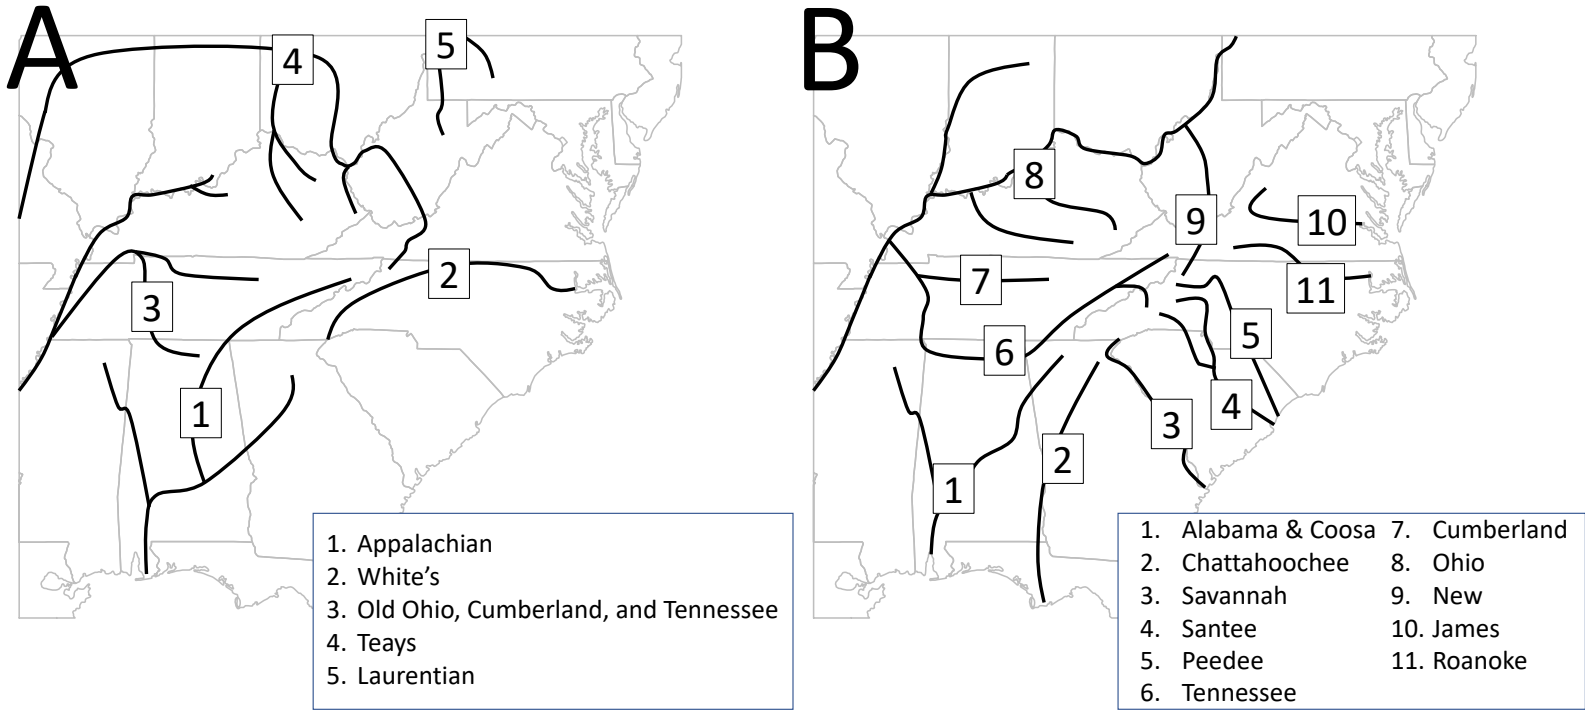 A
4
5
2
3
1
1. Appalachian
2. White's
3. Old Ohio, Cumberland, and Tennessee
4. Teays
5. Laurentian
B
8
9
10
7
11
6
5
4
3
2
1
1. Alabama & Coosa
2. Chattahoochee
3. Savannah
4. Santee
5. Peedee
6. Tennessee
7. Cumberland
8. Ohio
9. New
10. James
11. Roanoke